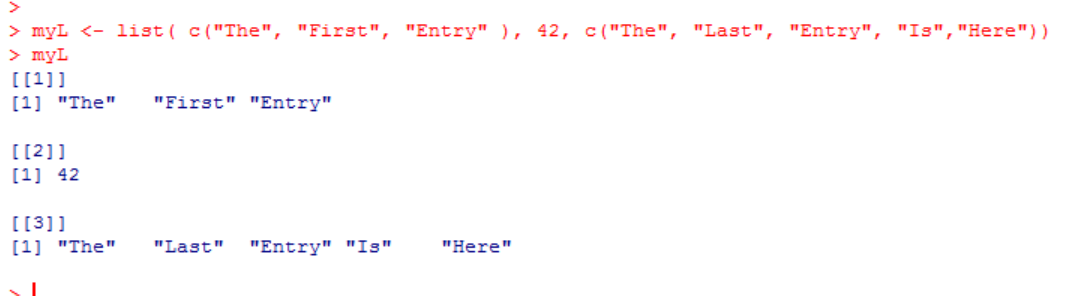 >
> myL <- list( c("The", "First", "Entry" ), 42, c("The", "Last", "Entry", "Is","Here"))
> myL
[[1]]
[1] "The"   "First" "Entry"

[[2]]
[1] 42

[[3]]
[1] "The"   "Last"  "Entry" "Is"    "Here"

>